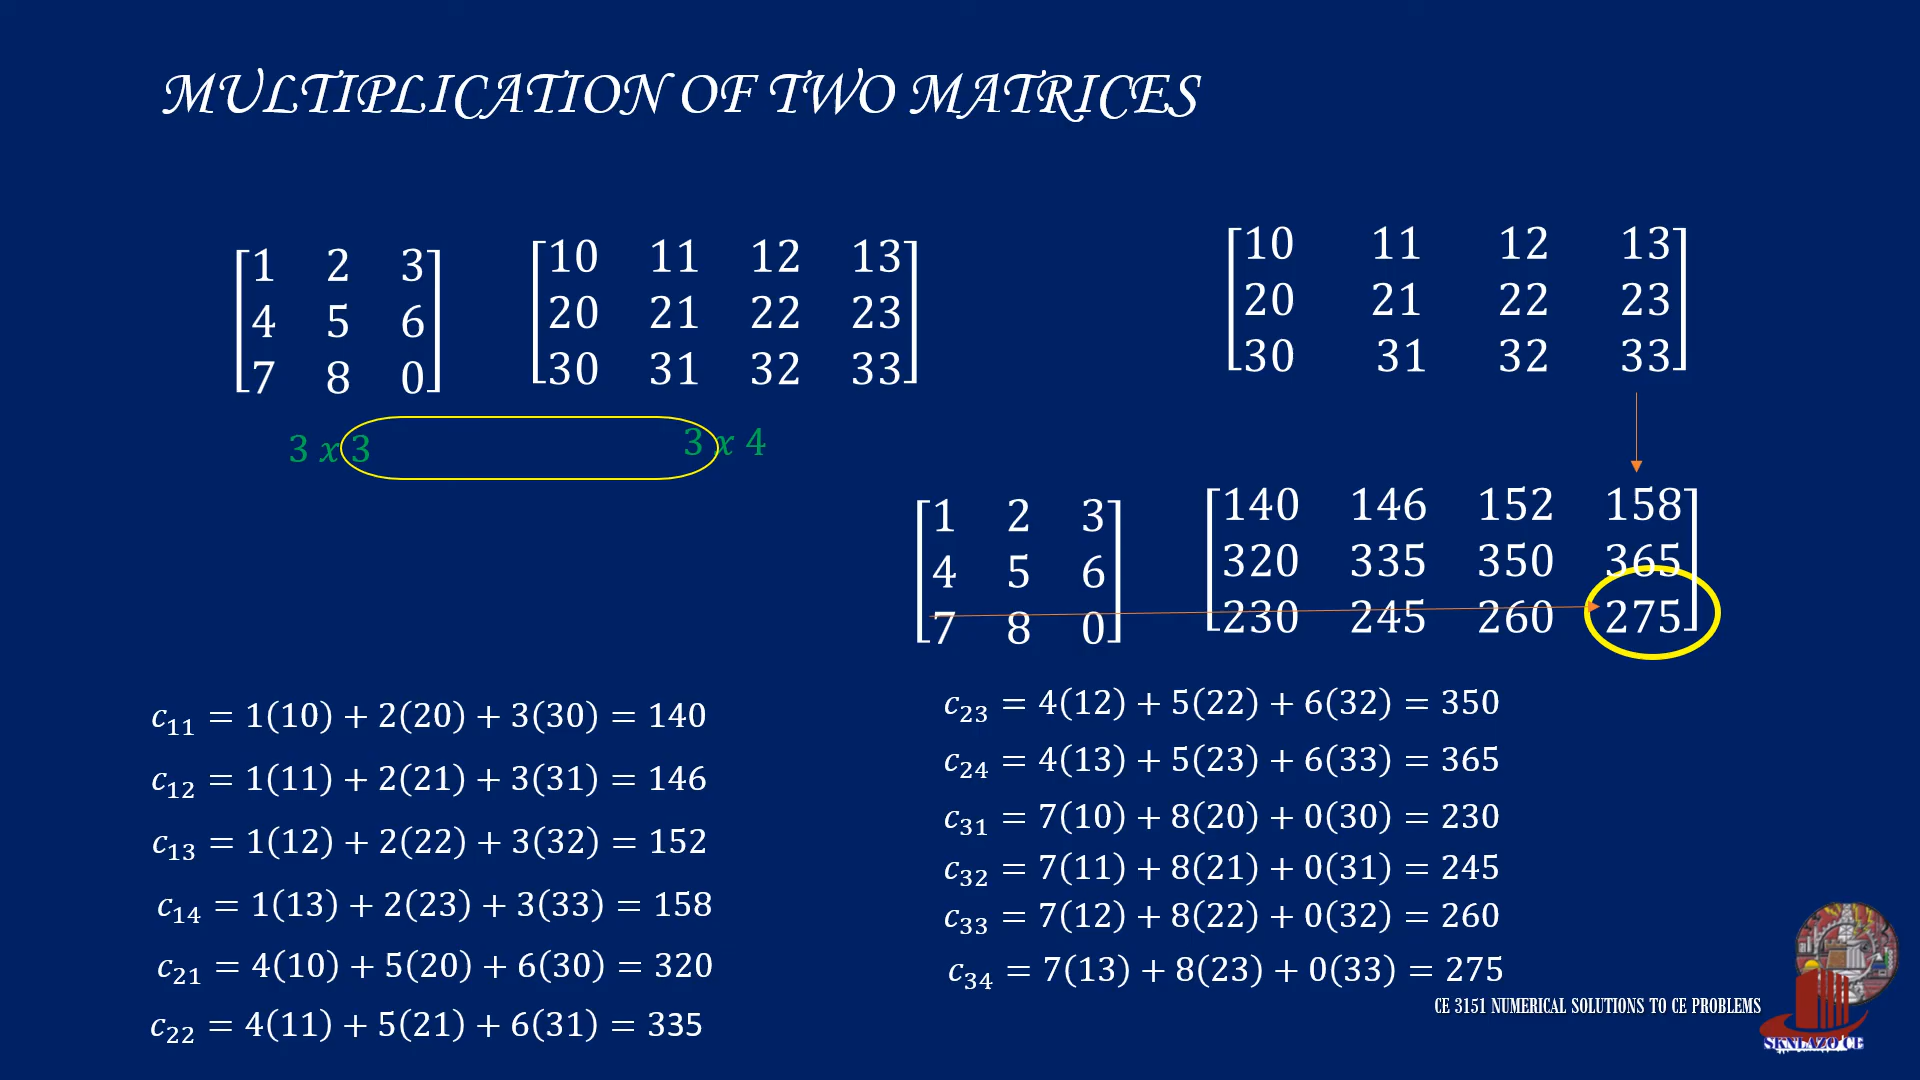 MULTIPLICATION OF TWO MATRICES
[1 2 3
4 5 6
7 8 0]
[10 11 12 13
20 21 22 23
30 31 32 33]
3 x 3
3 x 4
[10 11 12 13
20 21 22 23
30 31 32 33]
[1 2 3
4 5 6
7 8 0]
[140 146 152 158
320 335 350 365
230 245 260 275]
c₁₁ = 1(10) + 2(20) + 3(30) = 140
c₁₂ = 1(11) + 2(21) + 3(31) = 146
c₁₃ = 1(12) + 2(22) + 3(32) = 152
c₁₄ = 1(13) + 2(23) + 3(33) = 158
c₂₁ = 4(10) + 5(20) + 6(30) = 320
c₂₂ = 4(11) + 5(21) + 6(31) = 335
c₂₃ = 4(12) + 5(22) + 6(32) = 350
c₂₄ = 4(13) + 5(23) + 6(33) = 365
c₃₁ = 7(10) + 8(20) + 0(30) = 230
c₃₂ = 7(11) + 8(21) + 0(31) = 245
c₃₃ = 7(12) + 8(22) + 0(32) = 260
c₃₄ = 7(13) + 8(23) + 0(33) = 275
CE 3151 NUMERICAL SOLUTIONS TO CE PROBLEMS
SKNLAZO CE